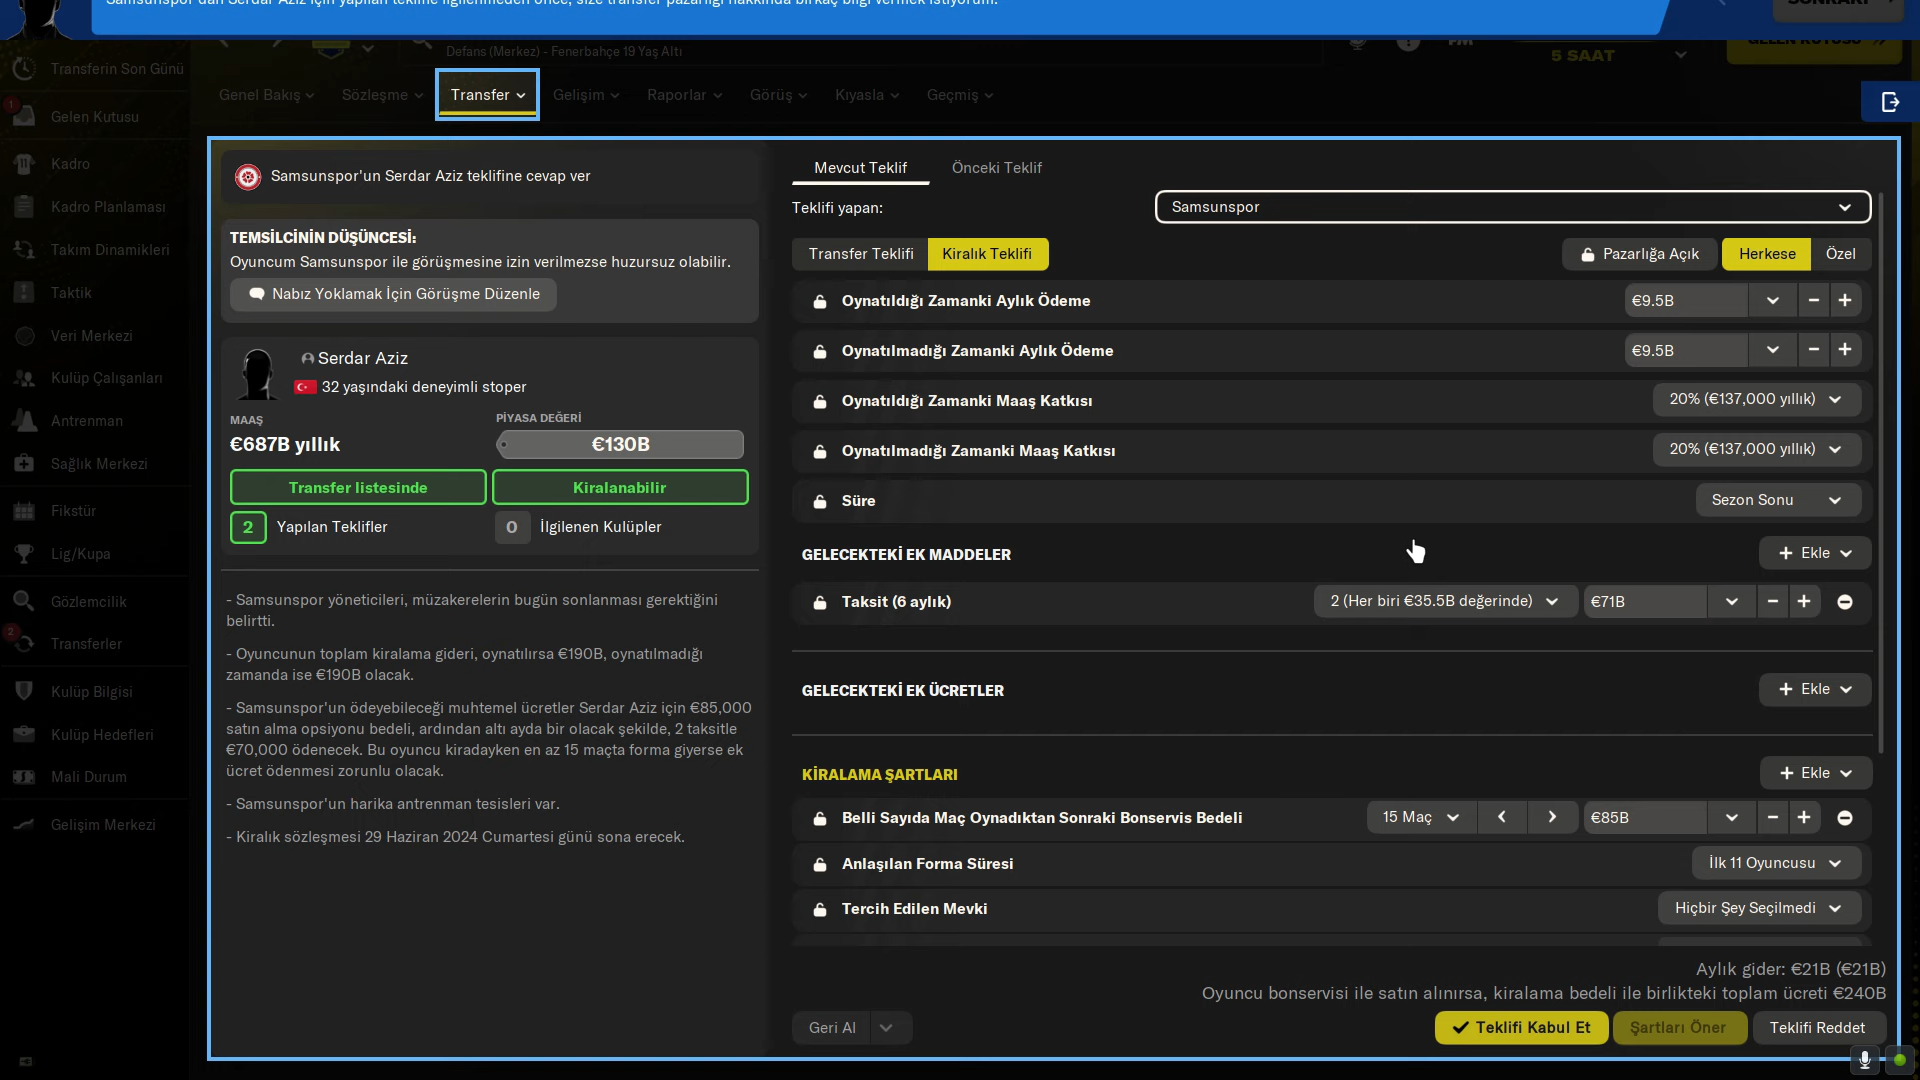 Samsunspor'dan Serdar Aziz için yapılan teklifle ilgilenmeden önce, size transfer pazarlığı hakkında birkaç bilgi vermek istiyorum.
Defans (Merkez) - Fenerbahçe 19 Yaş Altı
5 SAAT
GELEN KUTUSU
Transferin Son Günü
1
Gelen Kutusu
Kadro
Kadro Planlaması
Takım Dinamikleri
Taktik
Veri Merkezi
Kulüp Çalışanları
Antrenman
Sağlık Merkezi
Fikstür
Lig/Kupa
Gözlemcilik
2
Transferler
Kulüp Bilgisi
Kulüp Hedefleri
Mali Durum
Gelişim Merkezi
Genel Bakış
Sözleşme
Transfer
Gelişim
Raporlar
Görüş
Kıyasla
Geçmiş
Samsunspor'un Serdar Aziz teklifine cevap ver
TEMSİLCİNİN DÜŞÜNCESİ:
Oyuncum Samsunspor ile görüşmesine izin verilmezse huzursuz olabilir.
Nabız Yoklamak İçin Görüşme Düzenle
Serdar Aziz
32 yaşındaki deneyimli stoper
MAAŞ
€687B yıllık
PİYASA DEĞERİ
€130B
Transfer listesinde
Kiralanabilir
2 Yapılan Teklifler
0 İlgilenen Kulüpler
- Samsunspor yöneticileri, müzakerelerin bugün sonlanması gerektiğini
belirtti.
- Oyuncunun toplam kiralama gideri, oynatılırsa €190B, oynatılmadığı
zamanda ise €190B olacak.
- Samsunspor'un ödeyebileceği muhtemel ücretler Serdar Aziz için €85,000
satın alma opsiyonu bedeli, ardından altı ayda bir olacak şekilde, 2 taksitle
€70,000 ödenecek. Bu oyuncu kiradayken en az 15 maçta forma giyerse ek
ücret ödenmesi zorunlu olacak.
- Samsunspor'un harika antrenman tesisleri var.
- Kiralık sözleşmesi 29 Haziran 2024 Cumartesi günü sona erecek.
Mevcut Teklif
Önceki Teklif
Teklifi yapan:
Samsunspor
Transfer Teklifi
Kiralık Teklifi
Pazarlığa Açık
Herkese
Özel
Oynatıldığı Zamanki Aylık Ödeme
€9.5B
Oynatılmadığı Zamanki Aylık Ödeme
€9.5B
Oynatıldığı Zamanki Maaş Katkısı
20% (€137,000 yıllık)
Oynatılmadığı Zamanki Maaş Katkısı
20% (€137,000 yıllık)
Süre
Sezon Sonu
GELECEKTEKİ EK MADDELER
+ Ekle
Taksit (6 aylık)
2 (Her biri €35.5B değerinde)
€71B
GELECEKTEKİ EK ÜCRETLER
+ Ekle
KİRALAMA ŞARTLARI
+ Ekle
Belli Sayıda Maç Oynadıktan Sonraki Bonservis Bedeli
15 Maç
€85B
Anlaşılan Forma Süresi
İlk 11 Oyuncusu
Tercih Edilen Mevki
Hiçbir Şey Seçilmedi
Aylık gider: €21B (€21B)
Oyuncu bonservisi ile satın alınırsa, kiralama bedeli ile birlikteki toplam ücreti €240B
Geri Al
Teklifi Kabul Et
Şartları Öner
Teklifi Reddet